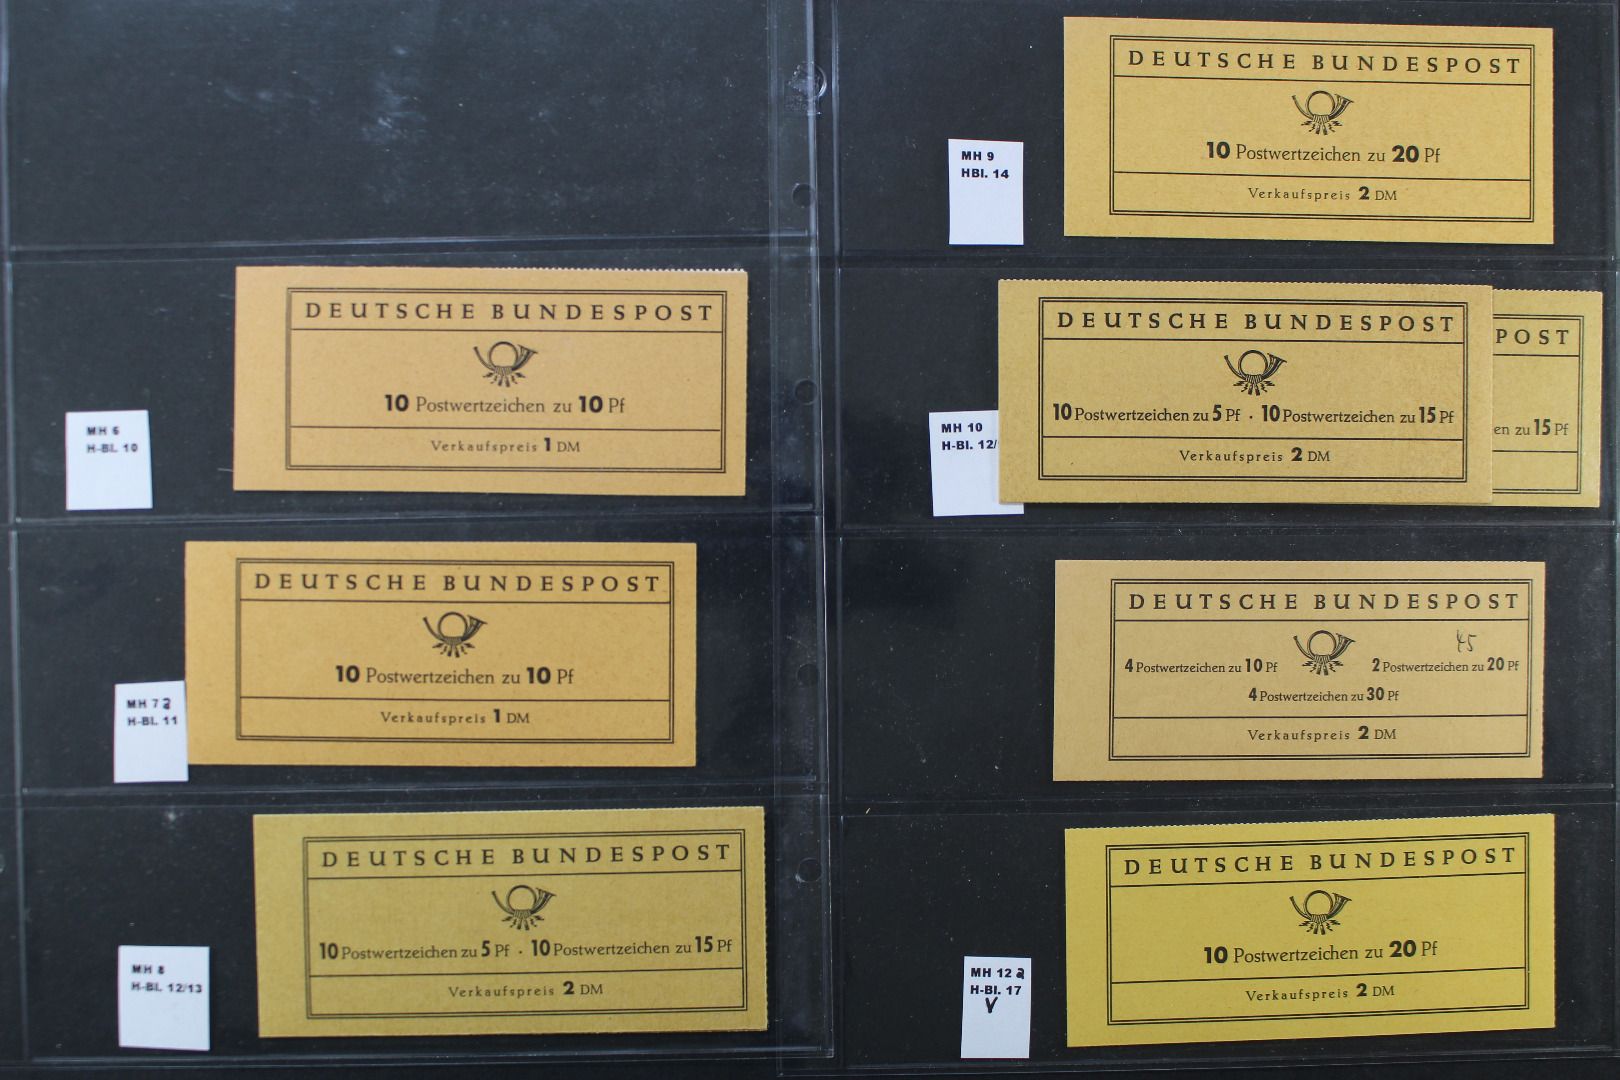 MH 6
H-Bl. 10
DEUTSCHE BUNDESPOST
10 Postwertzeichen zu 10 Pf
Verkaufspreis 1 DM
MH 7a
H-Bl. 11
DEUTSCHE BUNDESPOST
10 Postwertzeichen zu 10 Pf
Verkaufspreis 1 DM
MH 8
H-Bl. 12/13
DEUTSCHE BUNDESPOST
10 Postwertzeichen zu 5 Pf · 10 Postwertzeichen zu 15 Pf
Verkaufspreis 2 DM
MH 9
HBl. 14
DEUTSCHE BUNDESPOST
10 Postwertzeichen zu 20 Pf
Verkaufspreis 2 DM
MH 10
H-Bl. 12/
DEUTSCHE BUNDESPOST
10 Postwertzeichen zu 5 Pf · 10 Postwertzeichen zu 15 Pf
Verkaufspreis 2 DM
POST
en zu 15 Pf
DEUTSCHE BUNDESPOST
4 Postwertzeichen zu 10 Pf 2 Postwertzeichen zu 20 Pf
4 Postwertzeichen zu 30 Pf
Verkaufspreis 2 DM
MH 12 a
H-Bl. 17
V
DEUTSCHE BUNDESPOST
10 Postwertzeichen zu 20 Pf
Verkaufspreis 2 DM